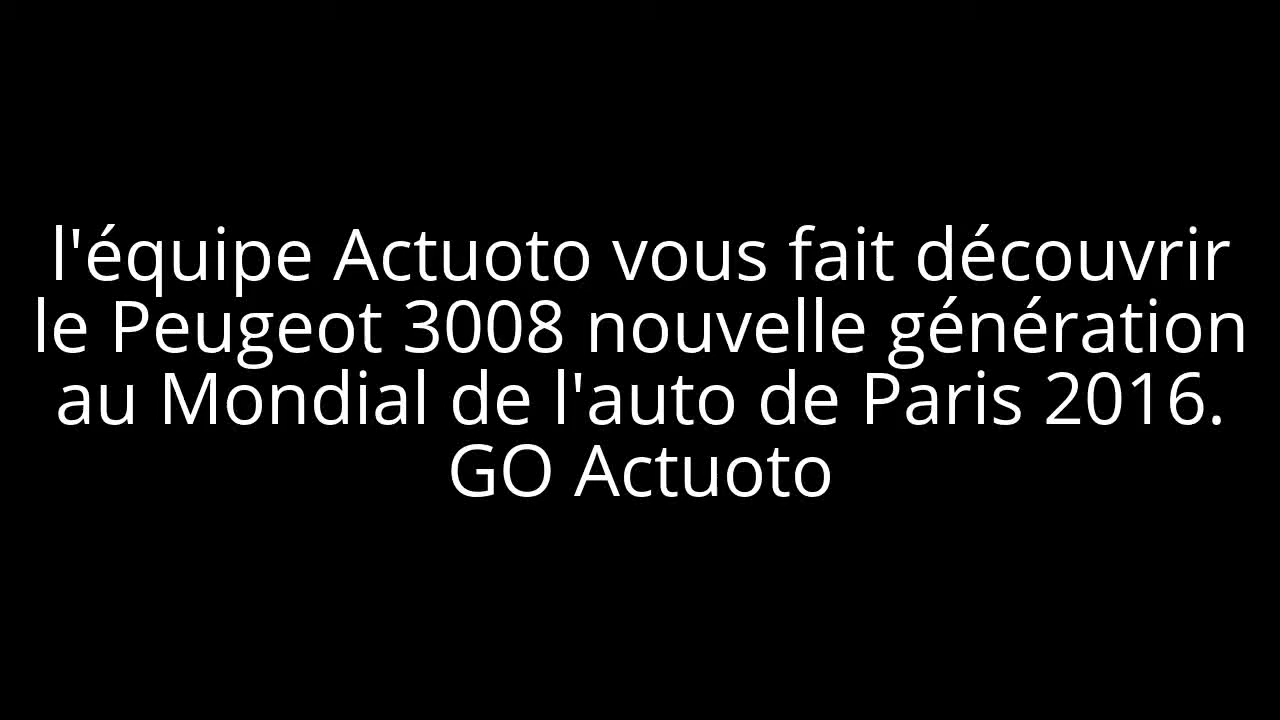 l'équipe Actuoto vous fait découvrir
le Peugeot 3008 nouvelle génération
au Mondial de l'auto de Paris 2016.
GO Actuoto